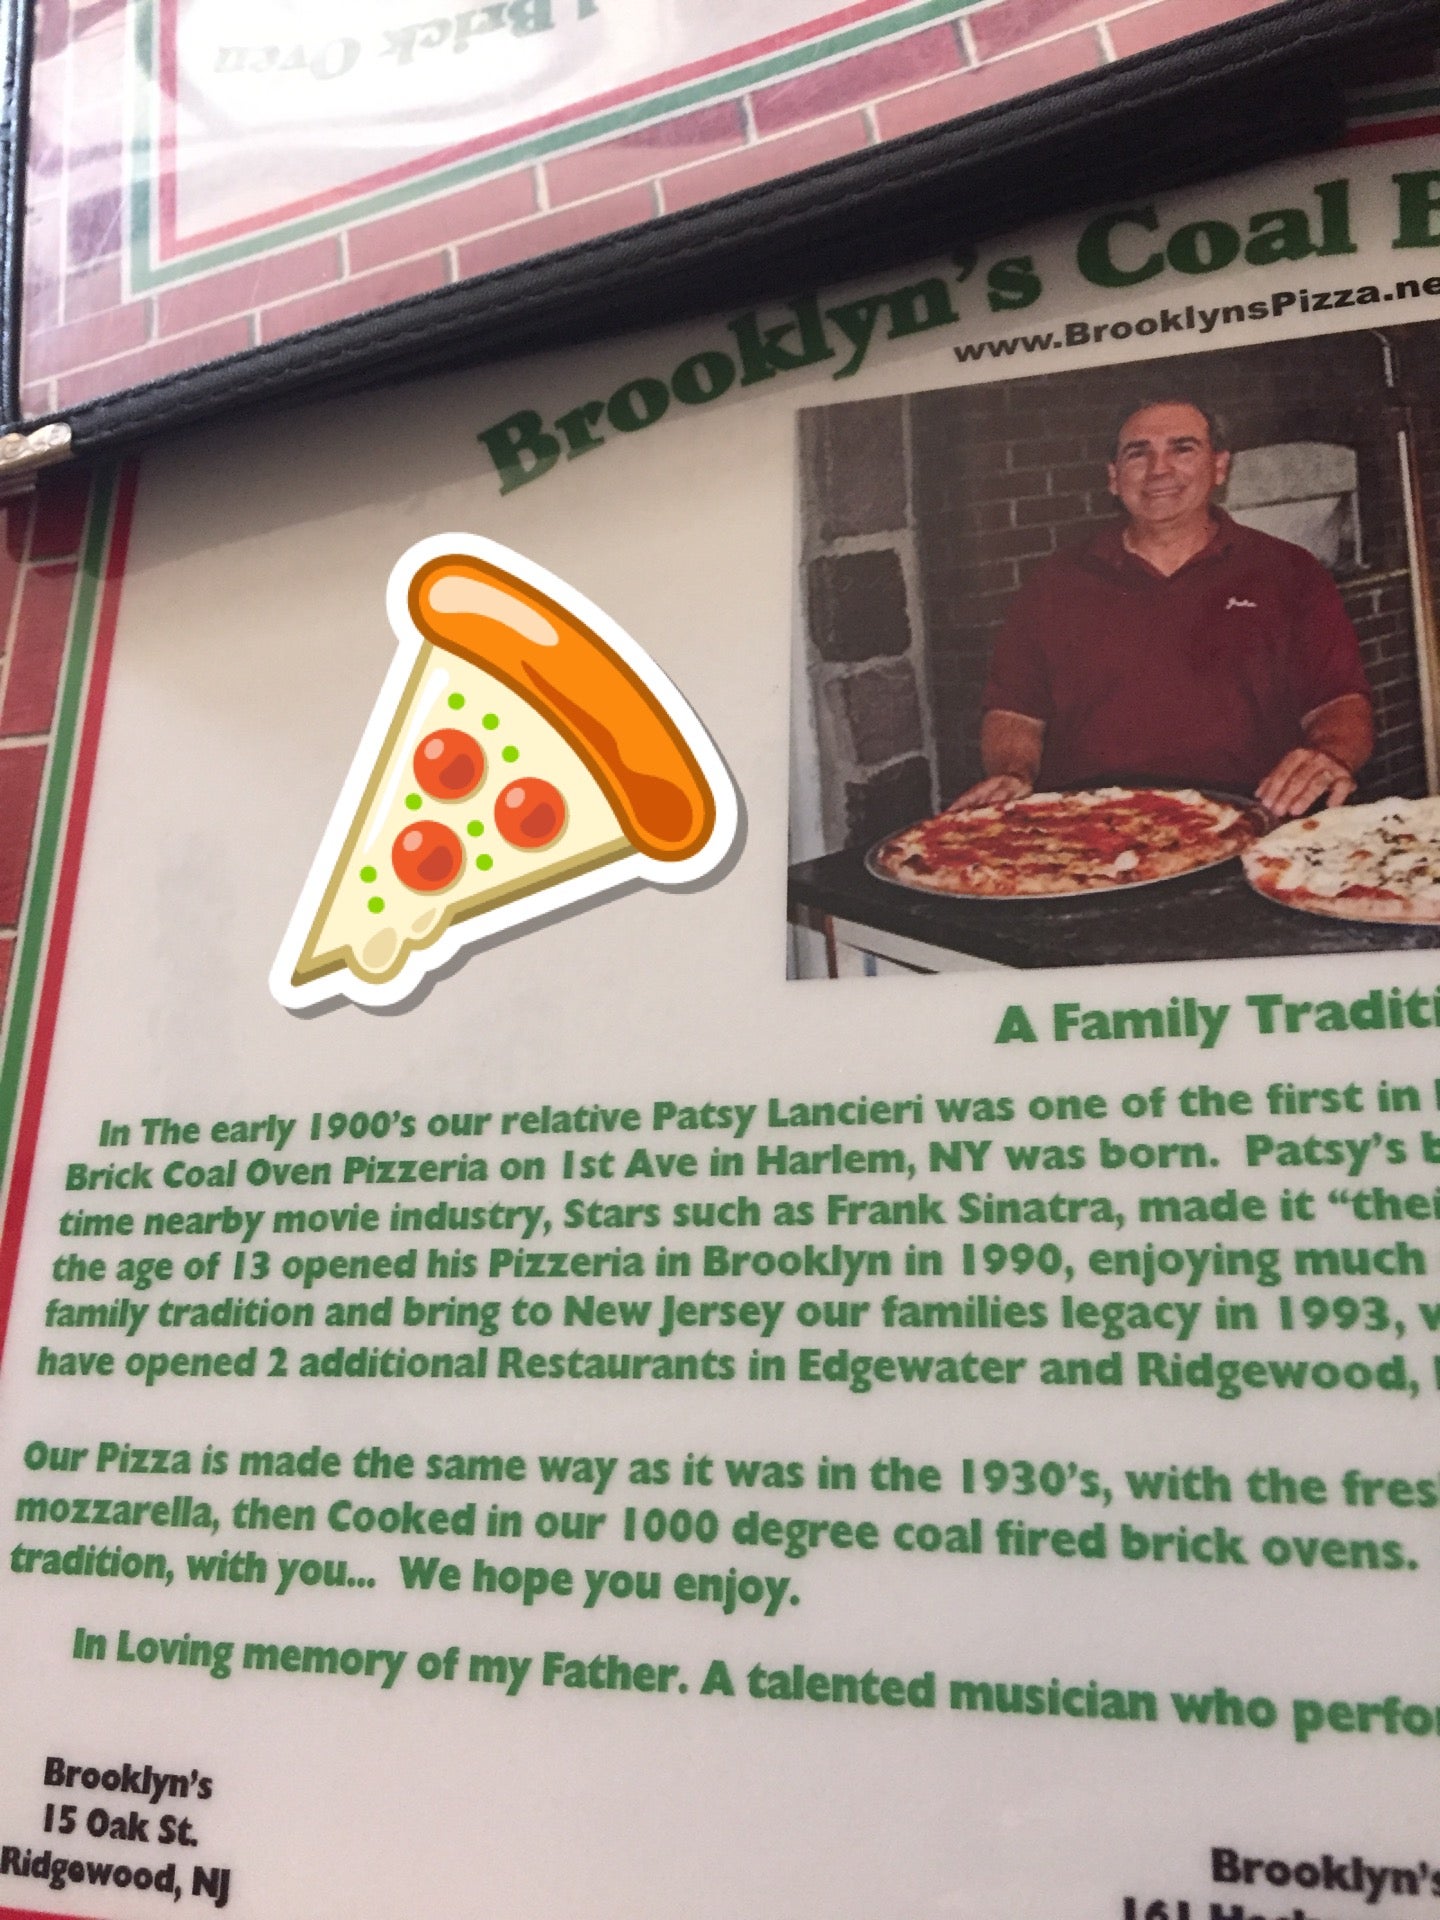 Brick Oven
Brooklyn's Coal
www.BrooklynsPizza.ne
A Family Traditi
In The early 1900's our relative Patsy Lancieri was one of the first in
Brick Coal Oven Pizzeria on 1st Ave in Harlem, NY was born. Patsy's b
time nearby movie industry, Stars such as Frank Sinatra, made it “thei
the age of 13 opened his Pizzeria in Brooklyn in 1990, enjoying much
family tradition and bring to New Jersey our families legacy in 1993,
have opened 2 additional Restaurants in Edgewater and Ridgewood,
Our Pizza is made the same way as it was in the 1930's, with the fres
mozzarella, then Cooked in our 1000 degree coal fired brick ovens.
tradition, with you... We hope you enjoy.
In Loving memory of my Father. A talented musician who perfor
Brooklyn's
15 Oak St.
Ridgewood, NJ
Brooklyn's
161